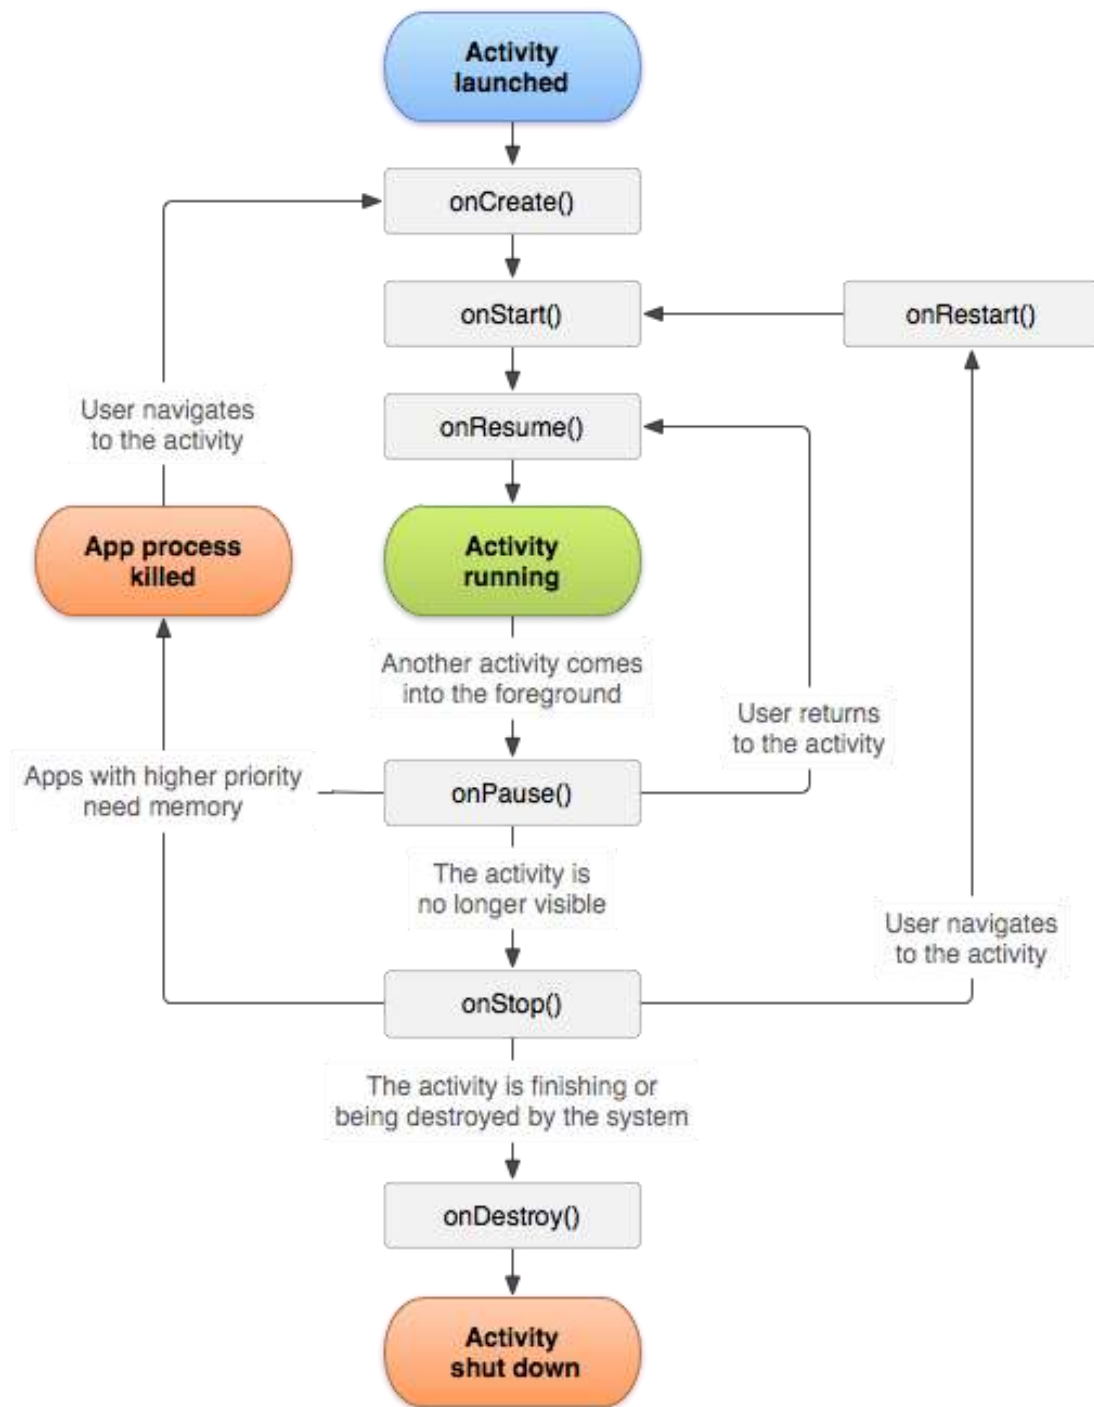 Activity
launched
onCreate()
onStart()
onRestart()
User navigates
to the activity
onResume()
App process
killed
Activity
running
Another activity comes
into the foreground
User returns
to the activity
Apps with higher priority
need memory
onPause()
The activity is
no longer visible
User navigates
to the activity
onStop()
The activity is finishing or
being destroyed by the system
onDestroy()
Activity
shut down